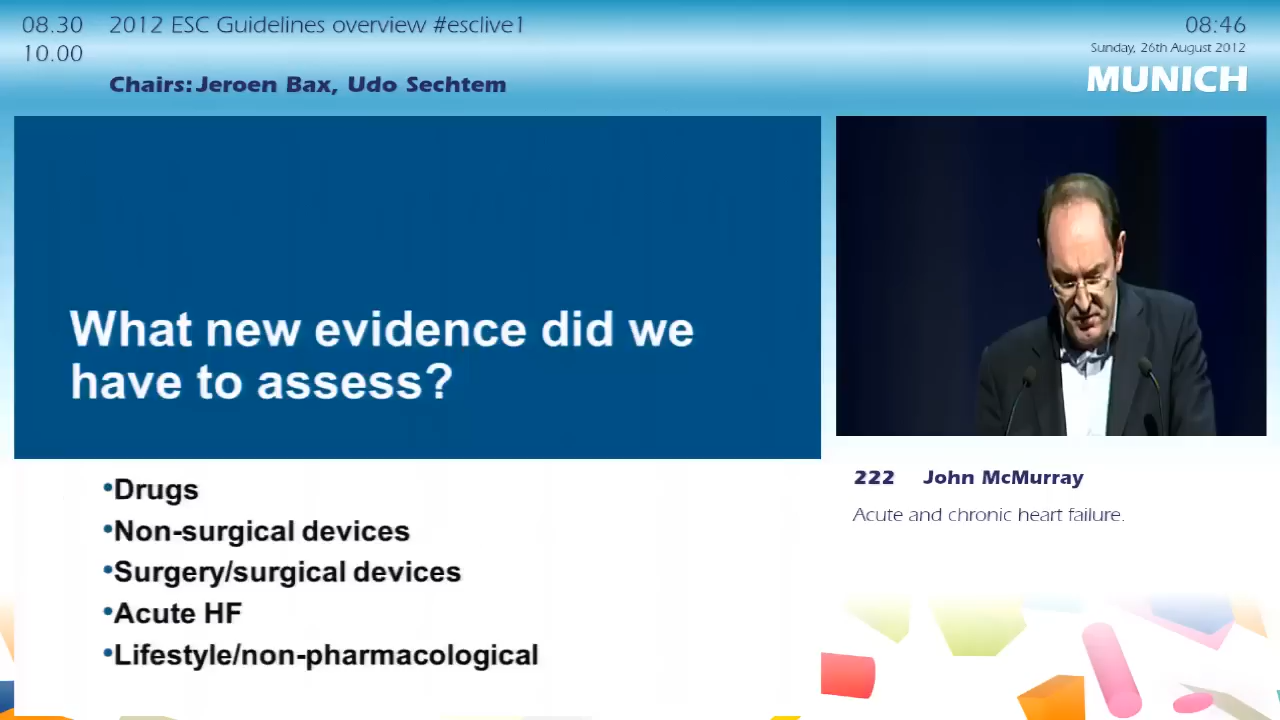 08.30 2012 ESC Guidelines overview #esclive1
10.00
Chairs: Jeroen Bax, Udo Sechtem
08:46
Sunday, 26th August 2012
MUNICH
What new evidence did we
have to assess?
•Drugs
•Non-surgical devices
•Surgery/surgical devices
•Acute HF
•Lifestyle/non-pharmacological
222 John McMurray
Acute and chronic heart failure.